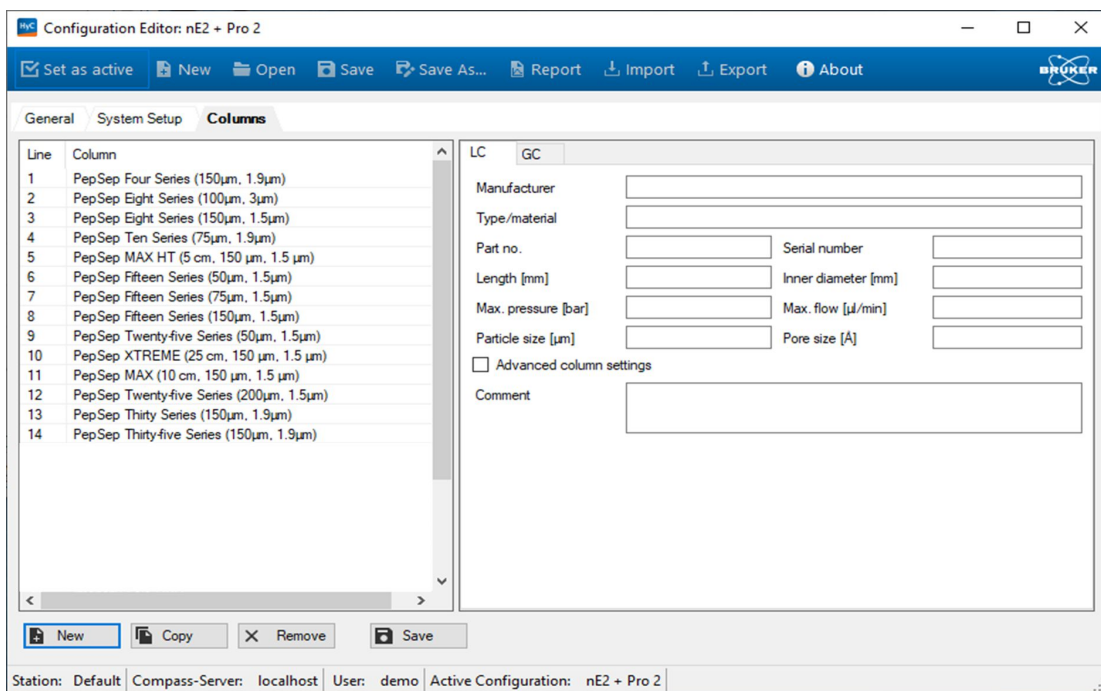 HyC Configuration Editor: nE2 + Pro 2
Set as active New Open Save Save As... Report Import Export About BRUKER
General System Setup Columns
Line Column
1 PepSep Four Series (150µm, 1.9µm)
2 PepSep Eight Series (100µm, 3µm)
3 PepSep Eight Series (150µm, 1.5µm)
4 PepSep Ten Series (75µm, 1.9µm)
5 PepSep MAX HT (5 cm, 150 µm, 1.5 µm)
6 PepSep Fifteen Series (50µm, 1.5µm)
7 PepSep Fifteen Series (75µm, 1.5µm)
8 PepSep Fifteen Series (150µm, 1.5µm)
9 PepSep Twenty-five Series (50µm, 1.5µm)
10 PepSep XTREME (25 cm, 150 µm, 1.5 µm)
11 PepSep MAX (10 cm, 150 µm, 1.5 µm)
12 PepSep Twenty-five Series (200µm, 1.5µm)
13 PepSep Thirty Series (150µm, 1.9µm)
14 PepSep Thirty-five Series (150µm, 1.9µm)
LC GC
Manufacturer
Type/material
Part no. Serial number
Length [mm] Inner diameter [mm]
Max. pressure [bar] Max. flow [µl/min]
Particle size [µm] Pore size [Å]
Advanced column settings
Comment
New Copy Remove Save
Station: Default Compass-Server: localhost User: demo Active Configuration: nE2 + Pro 2